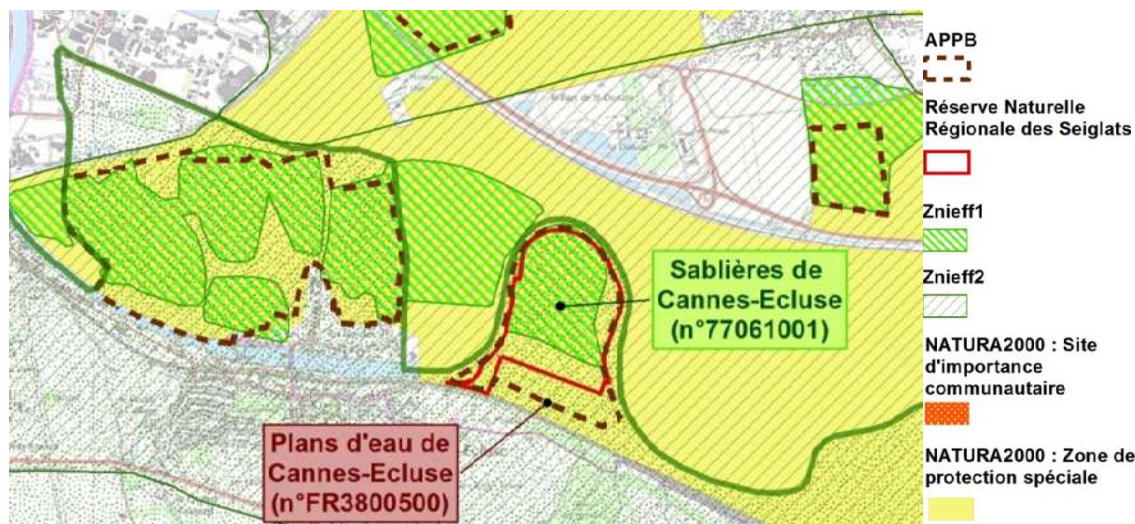 Sablières de
Cannes-Ecluse
(n°77061001)
Plans d'eau de
Cannes-Ecluse
(n°FR3800500)
APPB
Réserve Naturelle
Régionale des Seiglats
Znieff1
Znieff2
NATURA2000 : Site
d'importance
communautaire
NATURA2000 : Zone de
protection spéciale